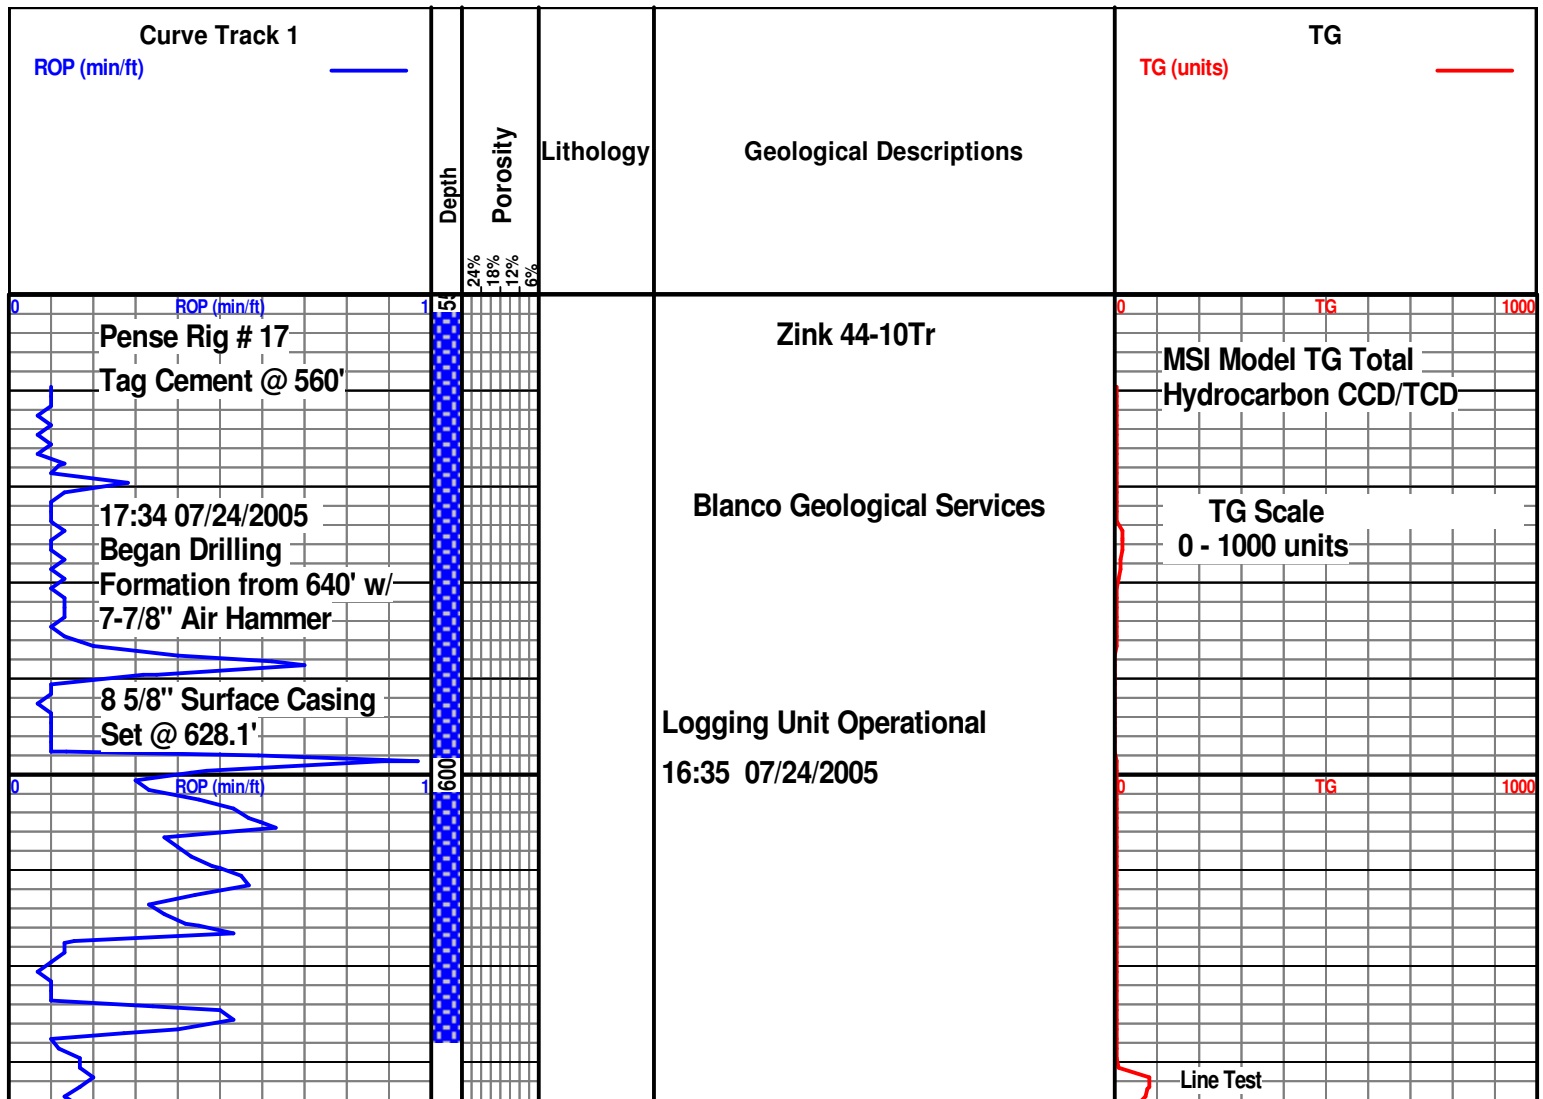 Curve Track 1
ROP (min/ft)
Depth
Porosity
24%
18%
12%
6%
Lithology
Geological Descriptions
TG
TG (units)
0 ROP (min/ft) 1
Pense Rig # 17
Tag Cement @ 560'
17:34 07/24/2005
Began Drilling
Formation from 640' w/
7-7/8" Air Hammer
8 5/8" Surface Casing
Set @ 628.1'
Zink 44-10Tr
Blanco Geological Services
Logging Unit Operational
16:35 07/24/2005
0 TG 1000
MSI Model TG Total
Hydrocarbon CCD/TCD
TG Scale
0 - 1000 units
0 ROP (min/ft) 1
600
0 TG 1000
Line Test